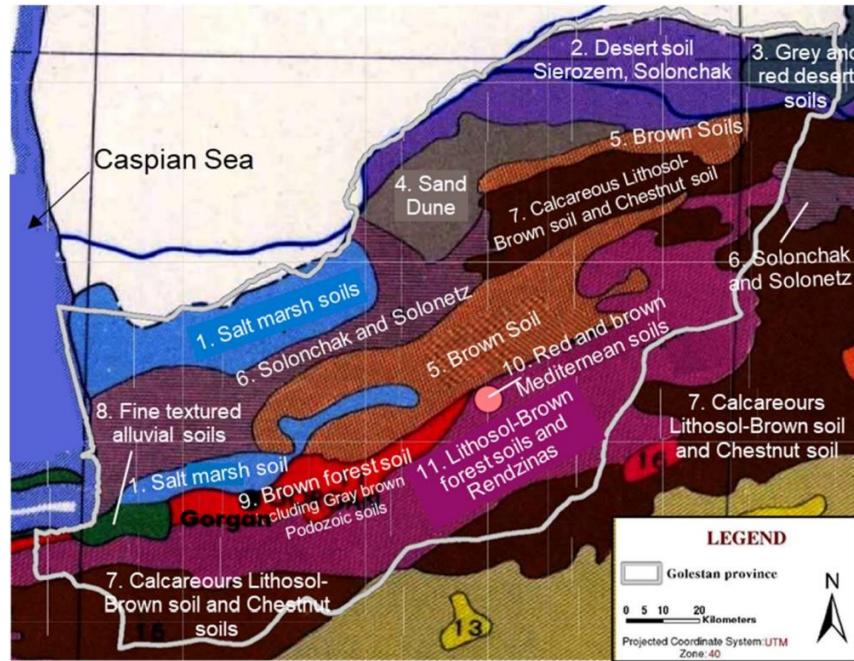 2. Desert soil
Sierozem, Solonchak
3. Grey and
red desert
soils
5. Brown Soils
Caspian Sea
4. Sand
Dune
7. Calcareous Lithosol-
Brown soil and Chestnut soil
6. Solonchak
and Solonetz
1. Salt marsh soils
6. Solonchak and Solonetz
5. Brown Soil
10. Red and brown
Mediternean soils
8. Fine textured
alluvial soils
7. Calcareours
Lithosol-Brown soil
and Chestnut soil
1. Salt marsh soil
11. Lithosol-Brown
forest soils and
Rendzinas
16
9. Brown forest soil
cluding Gray brown
Podozoic soils
Gorgan
7. Calcareours Lithosol-
Brown soil and Chestnut
soils
15
13
LEGEND
Golestan province
N
0 5 10 20
Kilometers
Projected Coordinate System:UTM
Zone: 40